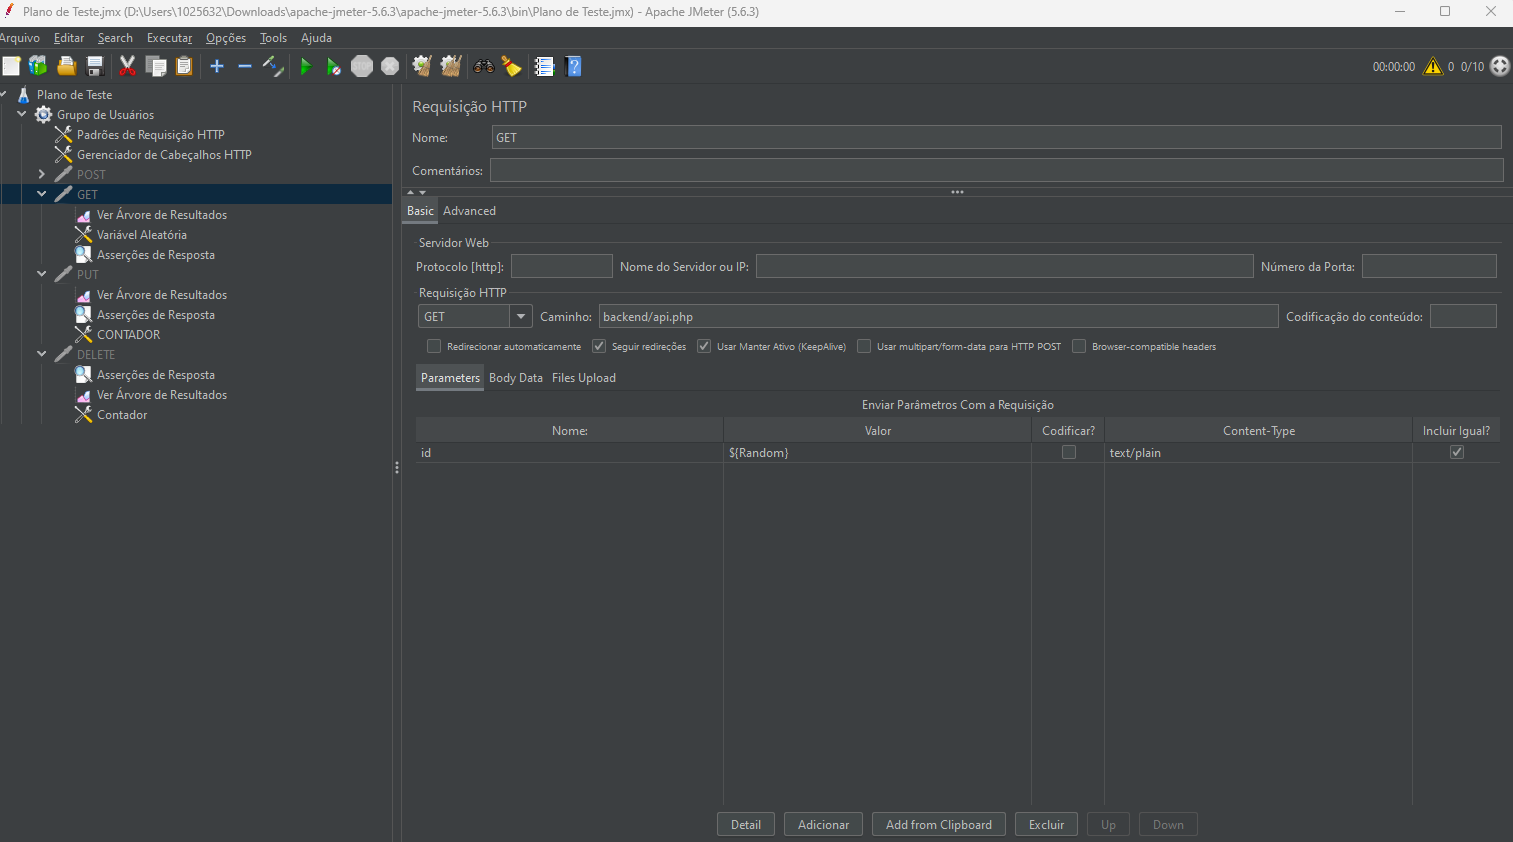 Plano de Teste.jmx (D:\Users\1025632\Downloads\apache-jmeter-5.6.3\apache-jmeter-5.6.3\bin\Plano de Teste.jmx) - Apache JMeter (5.6.3)
Arquivo Editar Search Executar Opções Tools Ajuda
STOP
00:00:00 0 0/10
Plano de Teste
Grupo de Usuários
Padrões de Requisição HTTP
Gerenciador de Cabeçalhos HTTP
POST
GET
Ver Árvore de Resultados
Variável Aleatória
Asserções de Resposta
PUT
Ver Árvore de Resultados
Asserções de Resposta
CONTADOR
DELETE
Asserções de Resposta
Ver Árvore de Resultados
Contador
Requisição HTTP
Nome: GET
Comentários:
Basic Advanced
Servidor Web
Protocolo [http]: Nome do Servidor ou IP: Número da Porta:
Requisição HTTP
GET Caminho: backend/api.php Codificação do conteúdo:
Redirecionar automaticamente Seguir redireções Usar Manter Ativo (KeepAlive) Usar multipart/form-data para HTTP POST Browser-compatible headers
Parameters Body Data Files Upload
Enviar Parâmetros Com a Requisição
Nome: Valor Codificar? Content-Type Incluir Igual?
id ${Random} text/plain
Detail Adicionar Add from Clipboard Excluir Up Down